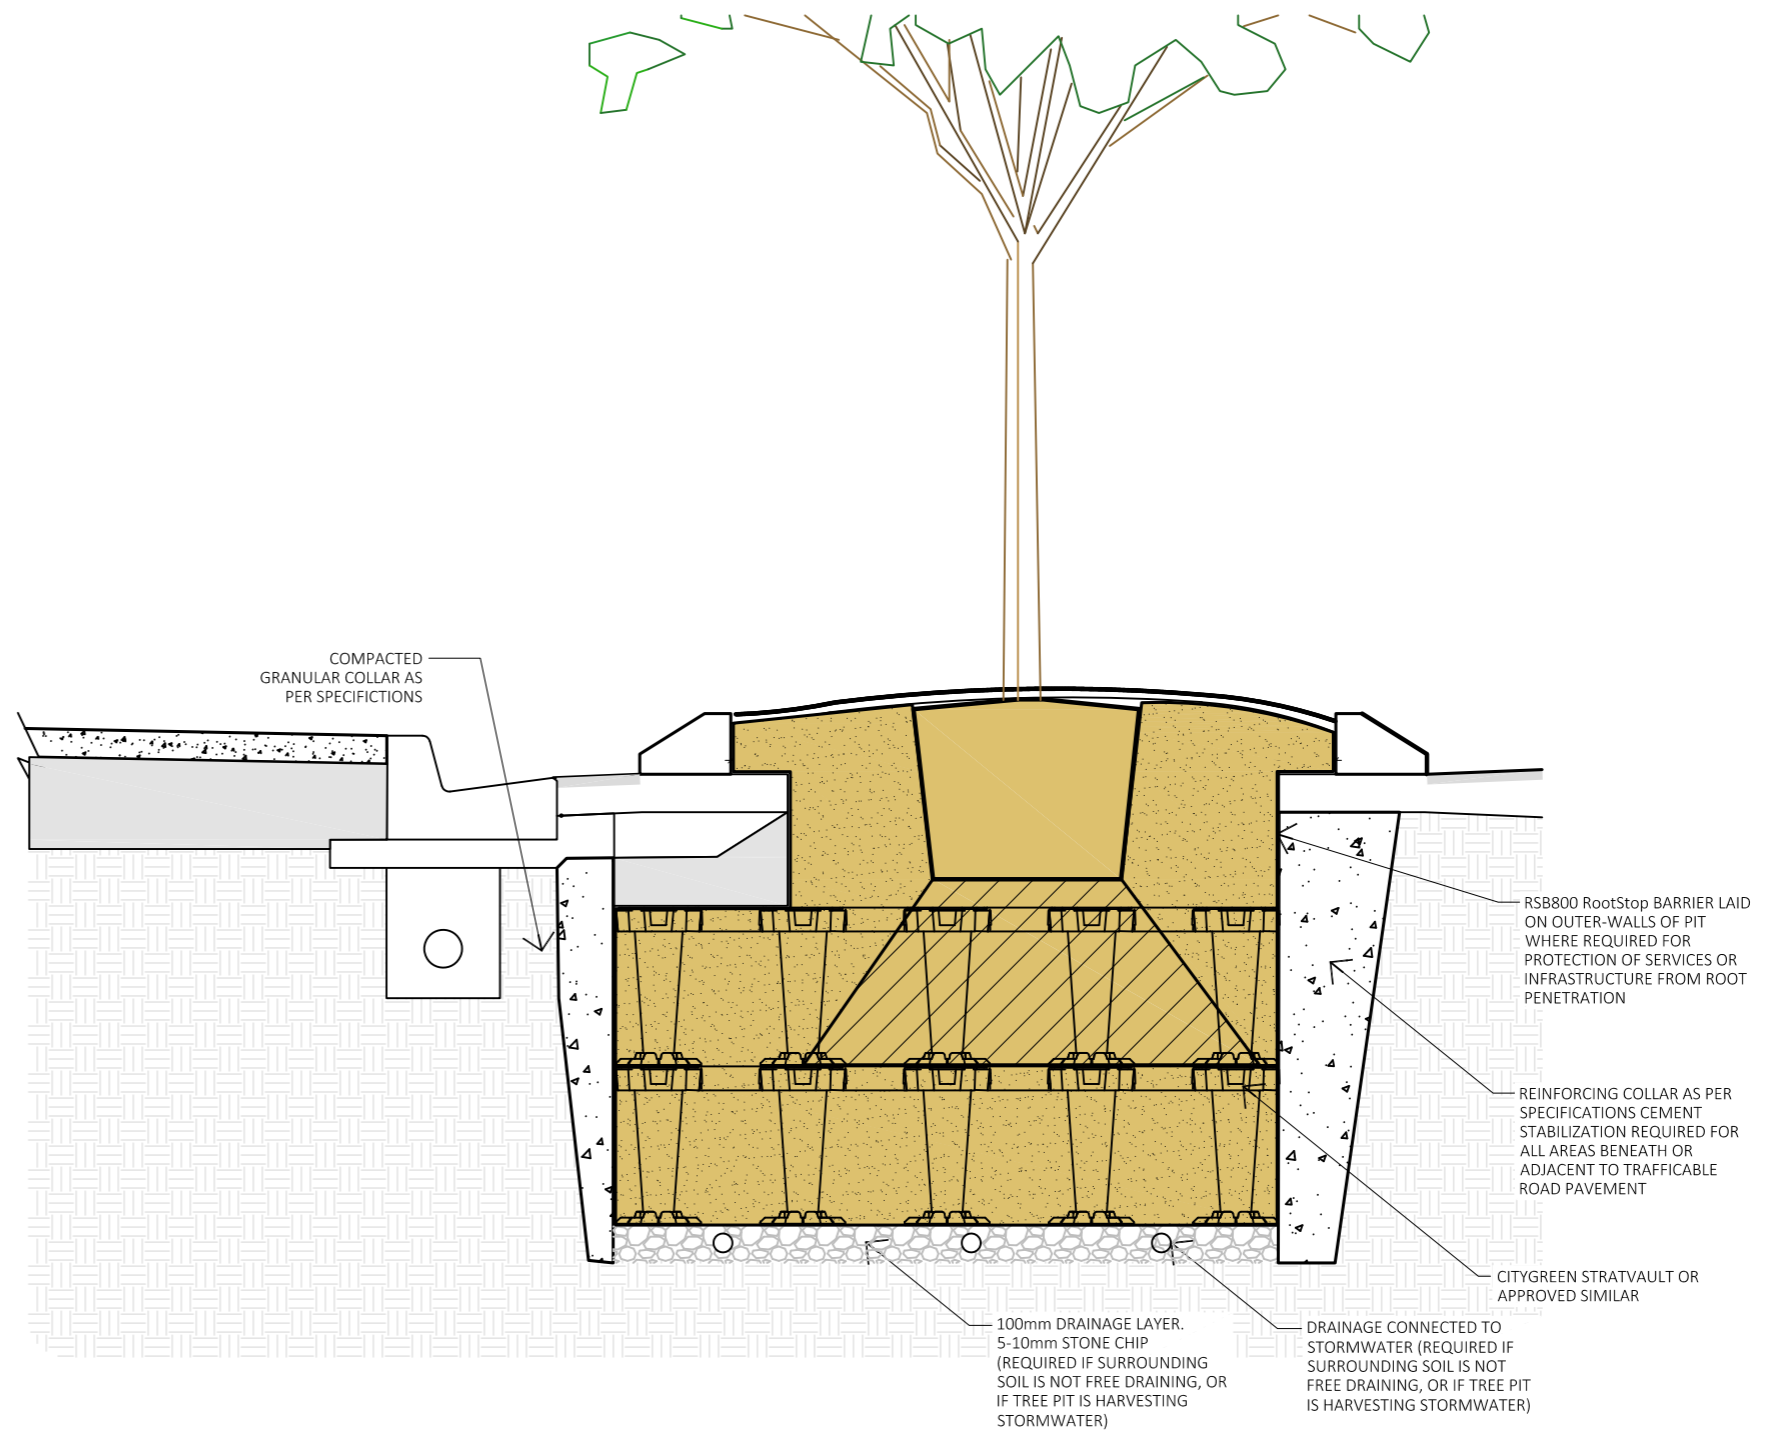 COMPACTED
GRANULAR COLLAR AS
PER SPECIFICTIONS
RSB800 RootStop BARRIER LAID
ON OUTER-WALLS OF PIT
WHERE REQUIRED FOR
PROTECTION OF SERVICES OR
INFRASTRUCTURE FROM ROOT
PENETRATION
REINFORCING COLLAR AS PER
SPECIFICATIONS CEMENT
STABILIZATION REQUIRED FOR
ALL AREAS BENEATH OR
ADJACENT TO TRAFFICABLE
ROAD PAVEMENT
CITYGREEN STRATVAULT OR
APPROVED SIMILAR
100mm DRAINAGE LAYER.
5-10mm STONE CHIP
(REQUIRED IF SURROUNDING
SOIL IS NOT FREE DRAINING, OR
IF TREE PIT IS HARVESTING
STORMWATER)
DRAINAGE CONNECTED TO
STORMWATER (REQUIRED IF
SURROUNDING SOIL IS NOT
FREE DRAINING, OR IF TREE PIT
IS HARVESTING STORMWATER)